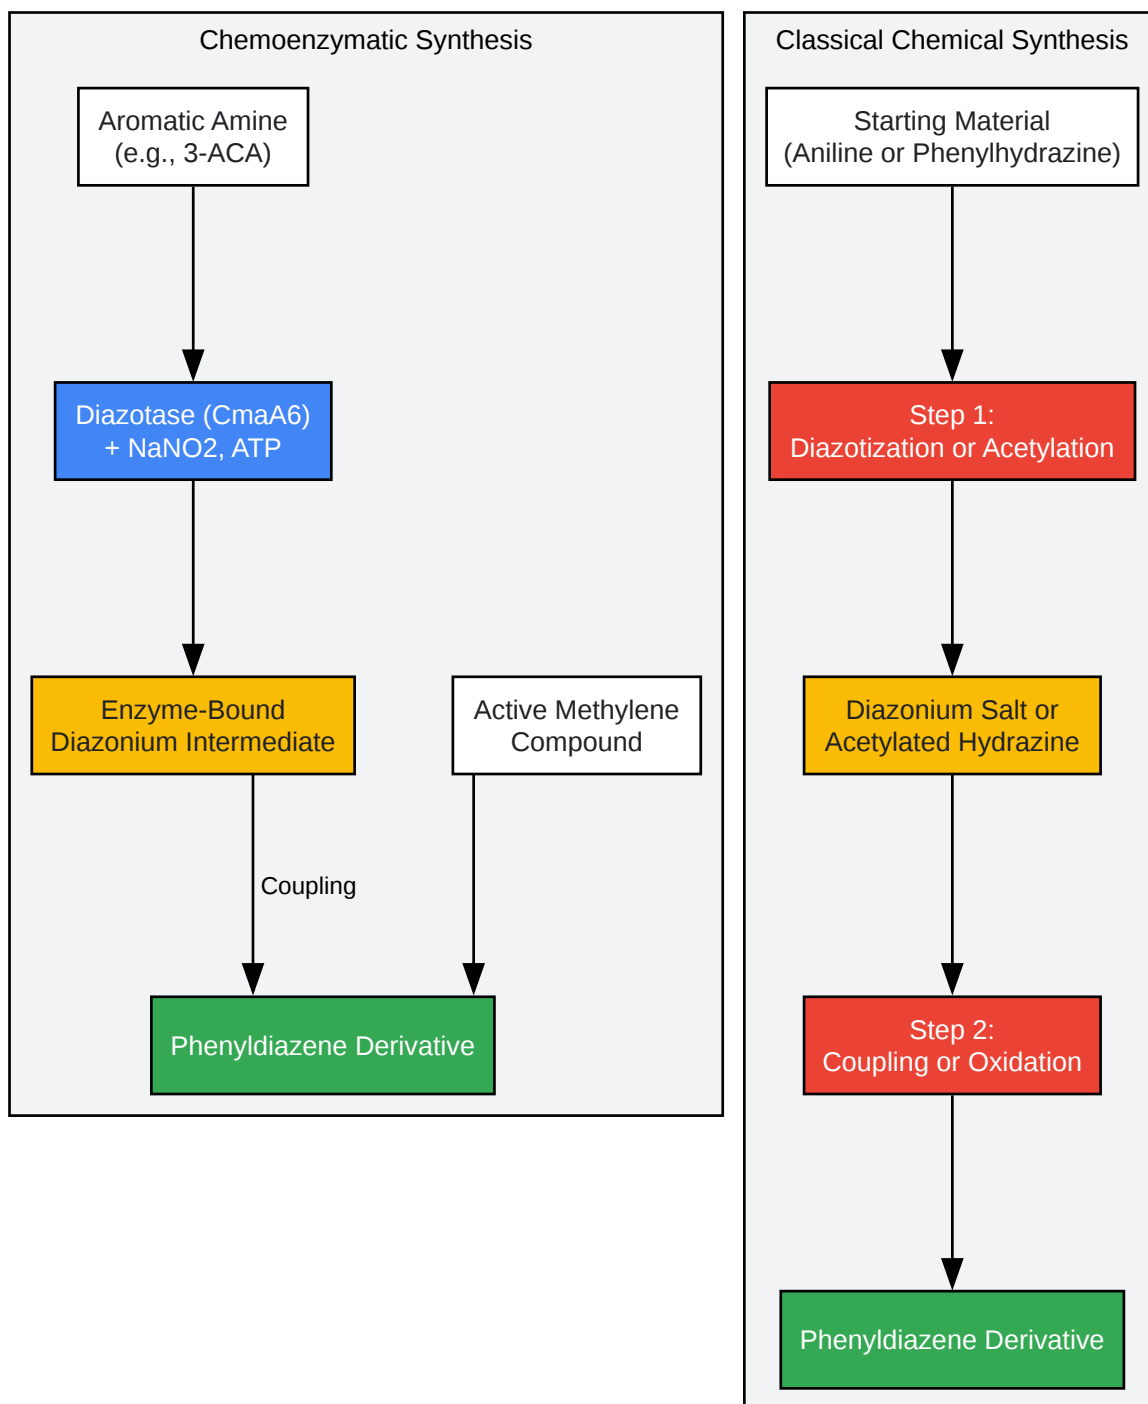 Chemoenzymatic Synthesis
Aromatic Amine
(e.g., 3-ACA)
Diazotase (CmaA6)
+ NaNO2, ATP
Enzyme-Bound
Diazonium Intermediate
Active Methylene
Compound
Coupling
Phenyldiazene Derivative
Classical Chemical Synthesis
Starting Material
(Aniline or Phenylhydrazine)
Step 1:
Diazotization or Acetylation
Diazonium Salt or
Acetylated Hydrazine
Step 2:
Coupling or Oxidation
Phenyldiazene Derivative